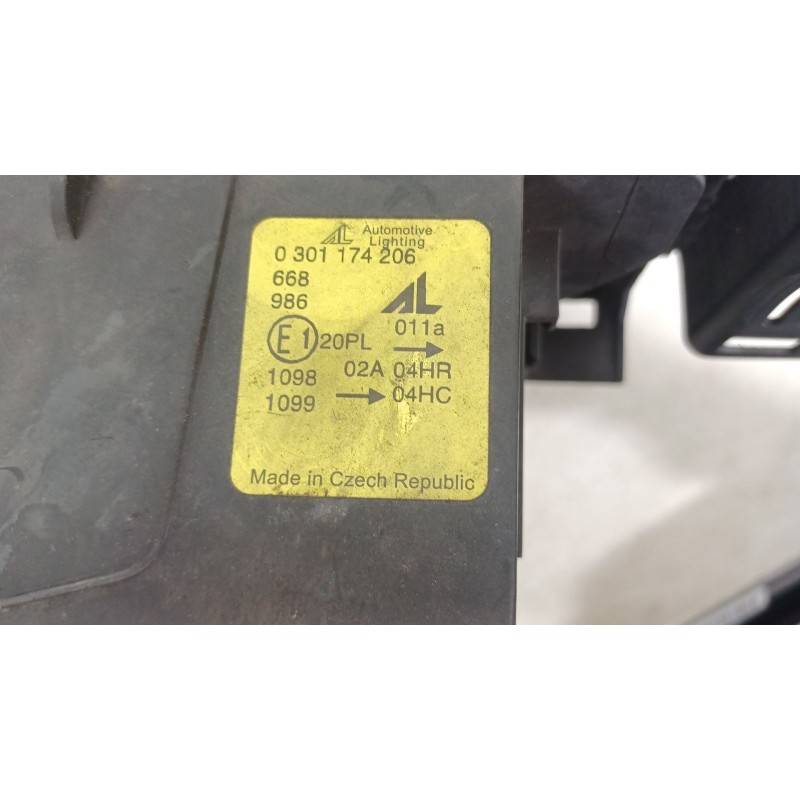 AL Automotive
Lighting
0 301 174 206
668
986
AL
E1 20PL 011a →
1098 02A 04HR
1099 → 04HC
Made in Czech Republic